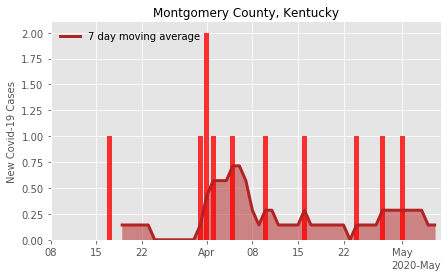 Montgomery County, Kentucky
7 day moving average
New Covid-19 Cases
2.00
1.75
1.50
1.25
1.00
0.75
0.50
0.25
0.00
08 15 22 Apr 08 15 22 May
2020-May